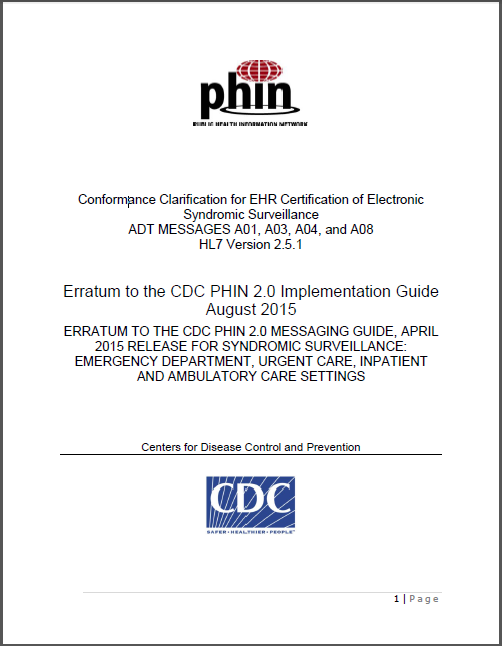 phin
PUBLIC HEALTH INFORMATION NETWORK
Conformance Clarification for EHR Certification of Electronic
Syndromic Surveillance
ADT MESSAGES A01, A03, A04, and A08
HL7 Version 2.5.1
Erratum to the CDC PHIN 2.0 Implementation Guide
August 2015
ERRATUM TO THE CDC PHIN 2.0 MESSAGING GUIDE, APRIL
2015 RELEASE FOR SYNDROMIC SURVEILLANCE:
EMERGENCY DEPARTMENT, URGENT CARE, INPATIENT
AND AMBULATORY CARE SETTINGS
Centers for Disease Control and Prevention
CDC
SAFER · HEALTHIER · PEOPLE™
1 | Page